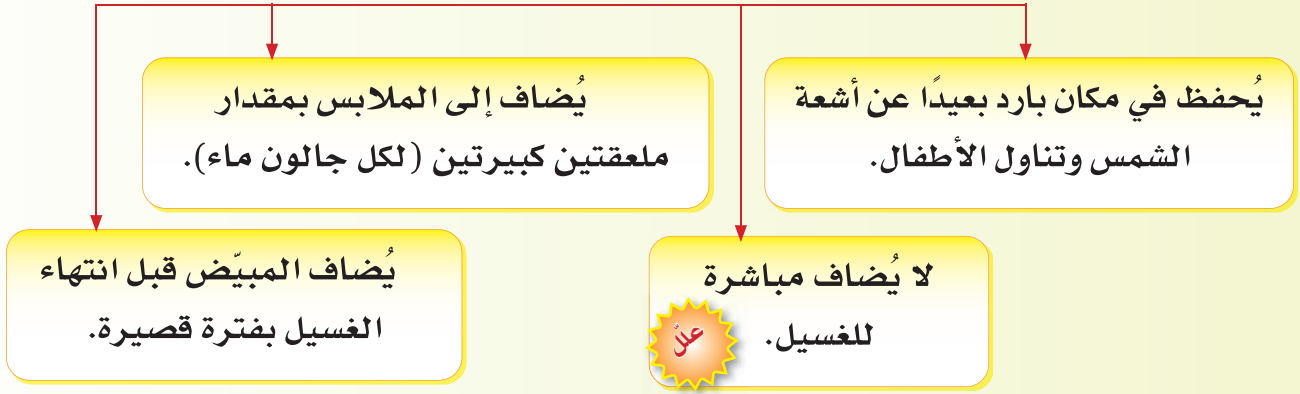 يُحفظ في مكان بارد بعيدًا عن أشعة
الشمس وتناول الأطفال.
يُضاف إلى الملابس بمقدار
ملعقتين كبيرتين (لكل جالون ماء).
لا يُضاف مباشرة
للغسيل.
علّل
يُضاف المبيّض قبل انتهاء
الغسيل بفترة قصيرة.